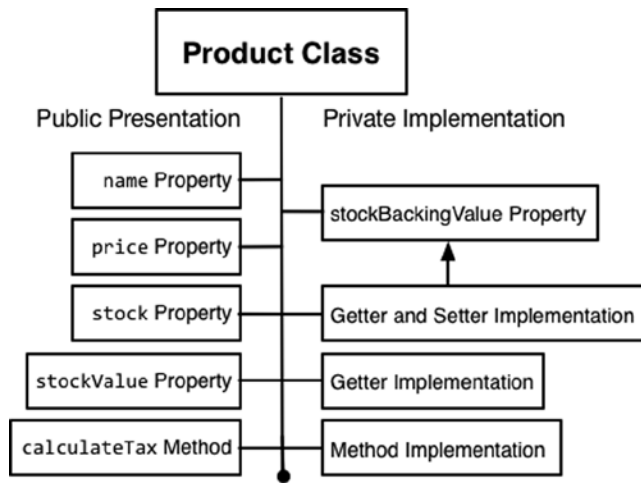 Product Class
Public Presentation
Private Implementation
name Property
stockBackingValue Property
price Property
stock Property
Getter and Setter Implementation
stockValue Property
Getter Implementation
calculateTax Method
Method Implementation